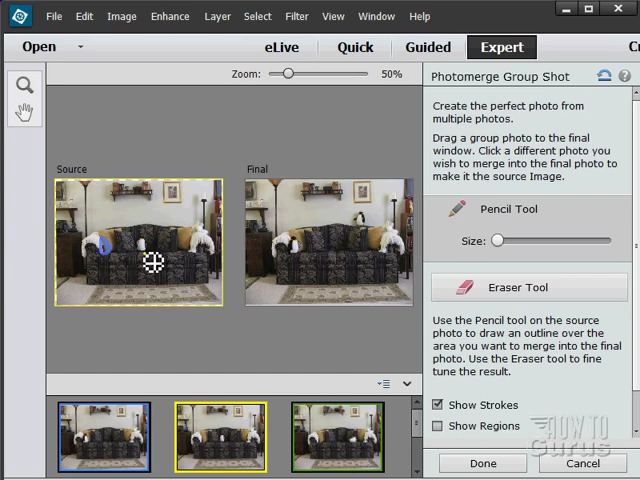 File Edit Image Enhance Layer Select Filter View Window Help
Open eLive Quick Guided Expert Cr
Zoom: 50%
Photomerge Group Shot
Create the perfect photo from
multiple photos.
Drag a group photo to the final
window. Click a different photo you
wish to merge into the final photo to
make it the source Image.
Source Final
Pencil Tool
Size:
Eraser Tool
Use the Pencil tool on the source
photo to draw an outline over the
area you want to merge into the final
photo. Use the Eraser tool to fine
tune the result.
Show Strokes
Show Regions
HOW TO
Gurus
Done Cancel